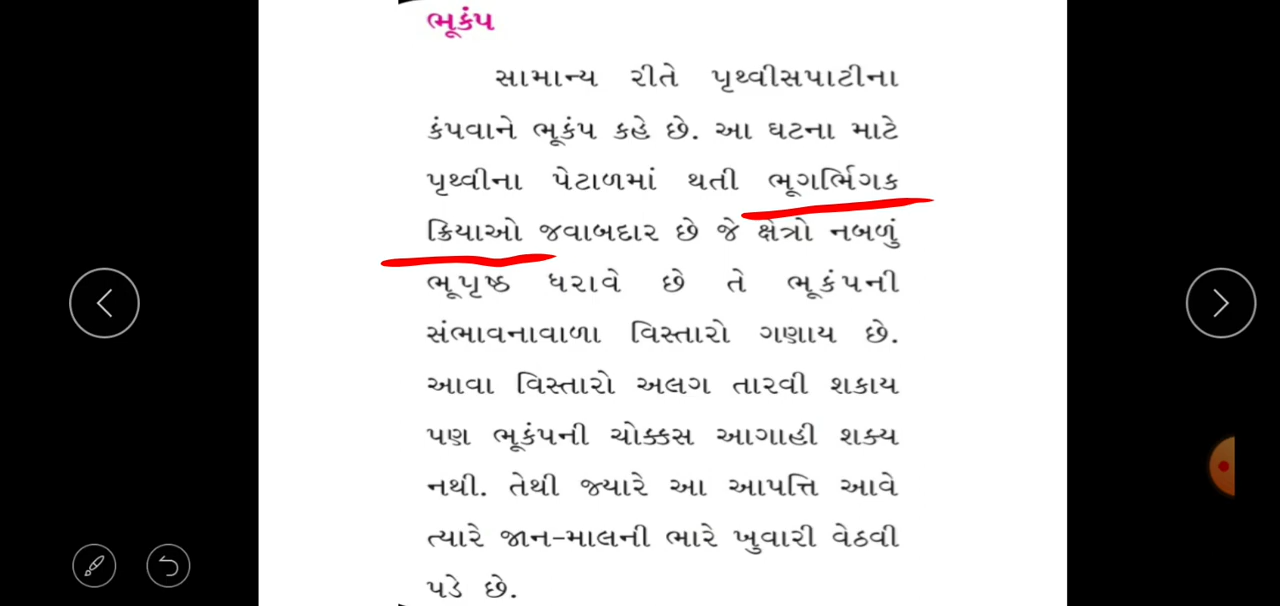 ભૂકંપ
સામાન્ય રીતે પૃથ્વીસપાટીના
કંપવાને ભૂકંપ કહે છે. આ ઘટના માટે
પૃથ્વીના પેટાળમાં થતી ભૂગર્ભિગક
ક્રિયાઓ જવાબદાર છે જે ક્ષેત્રો નબળું
ભૂપૃષ્ઠ ધરાવે છે તે ભૂકંપની
સંભાવનાવાળા વિસ્તારો ગણાય છે.
આવા વિસ્તારો અલગ તારવી શકાય
પણ ભૂકંપની ચોક્કસ આગાહી શક્ય
નથી. તેથી જ્યારે આ આપત્તિ આવે
ત્યારે જાન-માલની ભારે ખુવારી વેઠવી
પડે છે.